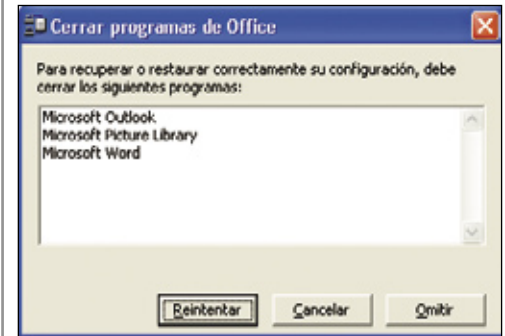 Cerrar programas de Office
Para recuperar o restaurar correctamente su configuración, debe
cerrar los siguientes programas:
Microsoft Outlook
Microsoft Picture Library
Microsoft Word
Reintentar
Cancelar
Omitir